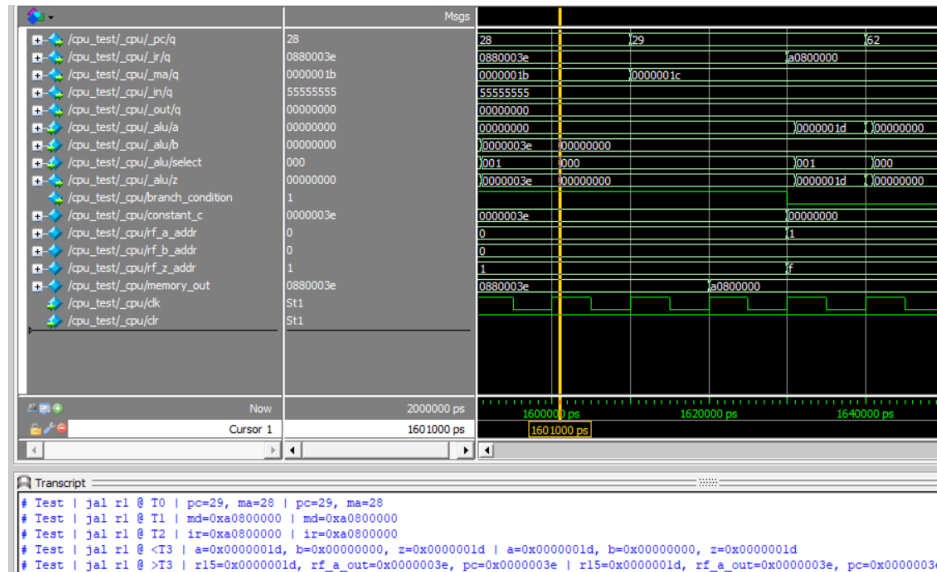 Msgs
/cpu_test/_cpu/_pc/q 28 28 29 62
/cpu_test/_cpu/_ir/q 0880003e 0880003e a0800000
/cpu_test/_cpu/_ma/q 0000001b 0000001b 0000001c
/cpu_test/_cpu/_in/q 55555555 55555555
/cpu_test/_cpu/_out/q 00000000 00000000
/cpu_test/_cpu/_alu/a 00000000 00000000 0000001d 00000000
/cpu_test/_cpu/_alu/b 00000000 0000003e 00000000
/cpu_test/_cpu/_alu/select 000 001 000 001 000
/cpu_test/_cpu/_alu/z 00000000 0000003e 00000000 0000001d 00000000
/cpu_test/_cpu/branch_condition 1
/cpu_test/_cpu/constant_c 0000003e 0000003e 00000000
/cpu_test/_cpu/rf_a_addr 0 0 1
/cpu_test/_cpu/rf_b_addr 0 0
/cpu_test/_cpu/rf_z_addr 1 1 f
/cpu_test/_cpu/memory_out 0880003e 0880003e a0800000
/cpu_test/_cpu/clk St1
/cpu_test/_cpu/clr St1
Now 2000000 ps 1600000 ps 1620000 ps 1640000 ps
Cursor 1 1601000 ps 1601000 ps
Transcript
# Test | jal r1 @ T0 | pc=29, ma=28 | pc=29, ma=28
# Test | jal r1 @ T1 | md=0xa0800000 | md=0xa0800000
# Test | jal r1 @ T2 | ir=0xa0800000 | ir=0xa0800000
# Test | jal r1 @ <T3 | a=0x0000001d, b=0x00000000, z=0x0000001d | a=0x0000001d, b=0x00000000, z=0x0000001d
# Test | jal r1 @ >T3 | r15=0x0000001d, rf_a_out=0x0000003e, pc=0x0000003e | r15=0x0000001d, rf_a_out=0x0000003e, pc=0x0000003e